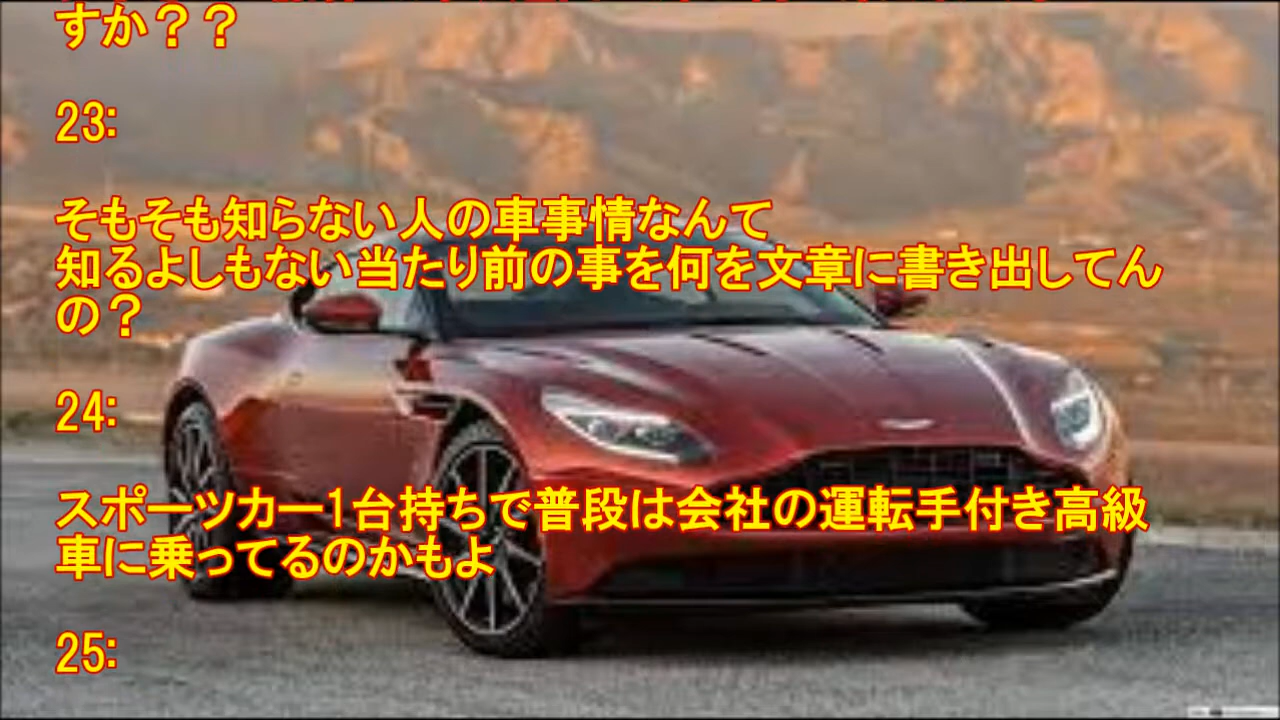 すか？？
23:
そもそも知らない人の車事情なんて
知るよしもない当たり前の事を何を文章に書き出してん
の？
24:
スポーツカー1台持ちで普段は会社の運転手付き高級
車に乗ってるのかもよ
25: